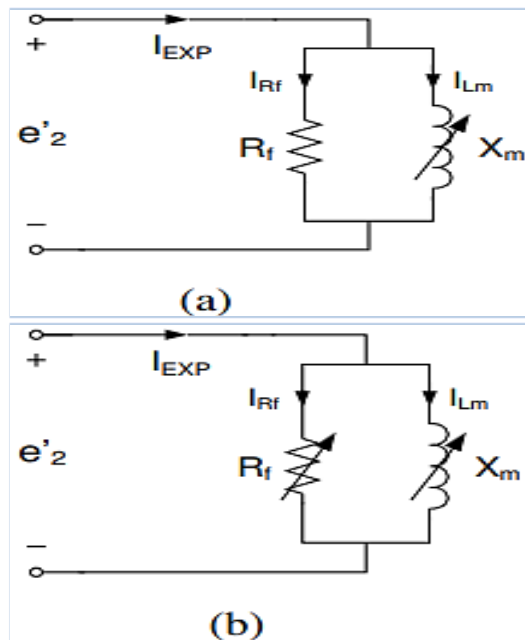 +
I_EXP
I_Rf
I_Lm
e'_2
R_f
X_m
−
(a)
+
I_EXP
I_Rf
I_Lm
e'_2
R_f
X_m
−
(b)